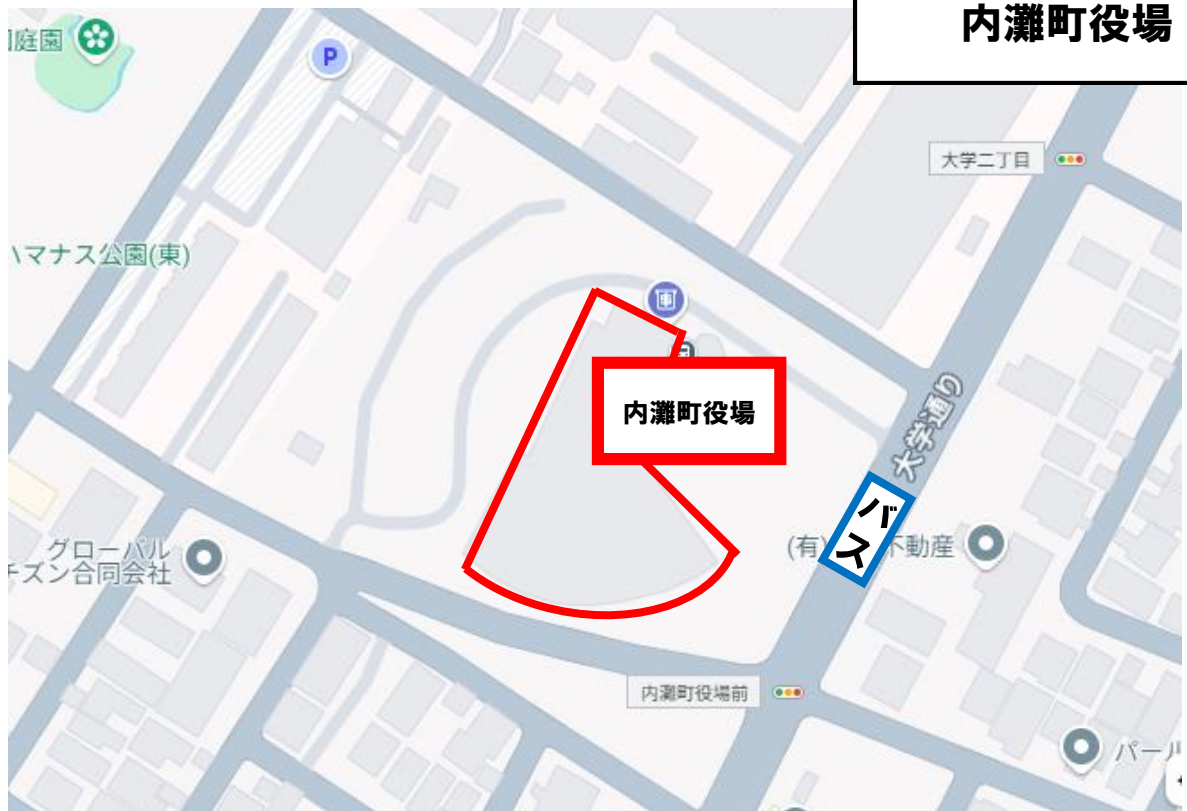 内灘町役場
庭園
P
大学二丁目
ハマナス公園(東)
内灘町役場
大学通り
バス
(有)
不動産
グローバル
チズン合同会社
内灘町役場前
パール